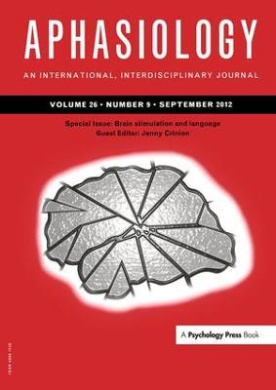 APHASIOLOGY
AN INTERNATIONAL, INTERDISCIPLINARY JOURNAL
VOLUME 26 • NUMBER 9 • SEPTEMBER 2012
Special Issue: Brain stimulation and language
Guest Editor: Jenny Crinion
A Psychology Press Book